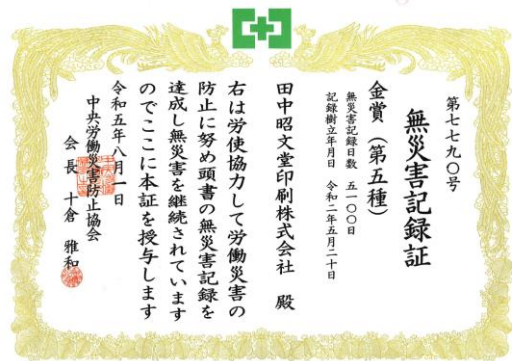 第七七九〇号
無災害記録証
金賞(第五種)
無災害記録日数 五一〇〇日
記録樹立年月日 令和二年五月二十日
田中昭文堂印刷株式会社 殿
右は労使協力して労働災害の
防止に努め頭書の無災害記録を
達成し無災害を継続されています
のでここに本証を授与します
令和五年八月一日
中央労働災害防止協会
会長 十倉 雅和